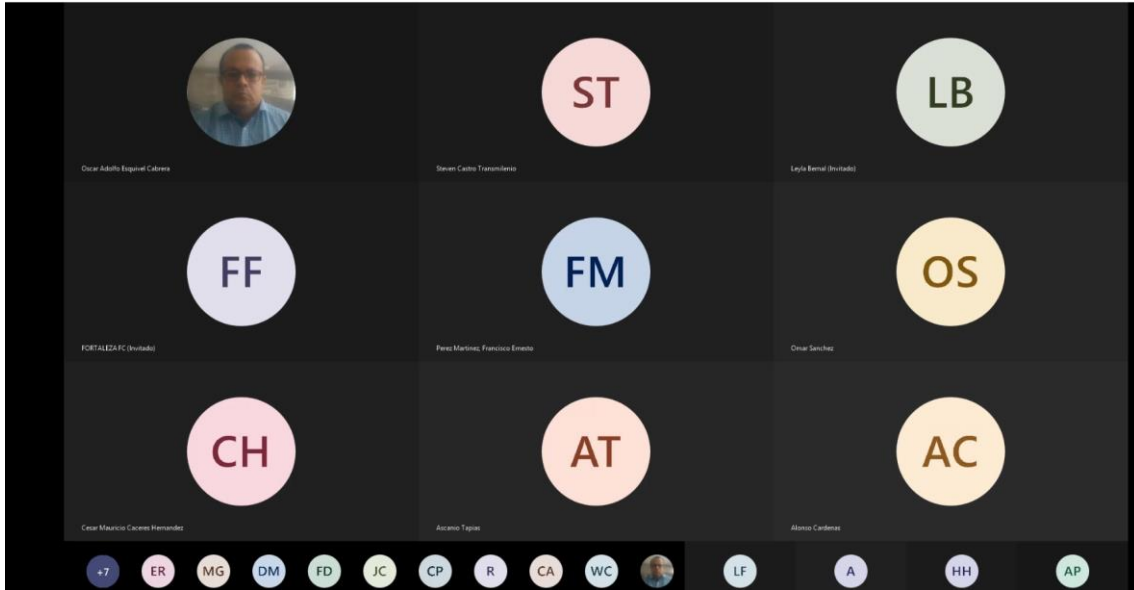 ST
LB
Oscar Adolfo Esquivel Cabrera
Steven Castro Transmilenio
Leyla Bernal (Invitado)
FF
FM
OS
FORTALEZA FC (Invitado)
Perez Martinez, Francisco Ernesto
Omar Sanchez
CH
AT
AC
Cesar Mauricio Caceres Hernandez
Ascanio Tapias
Alonso Cardenas
+7
ER
MG
DM
FD
JC
CP
R
CA
WC
LF
A
HH
AP